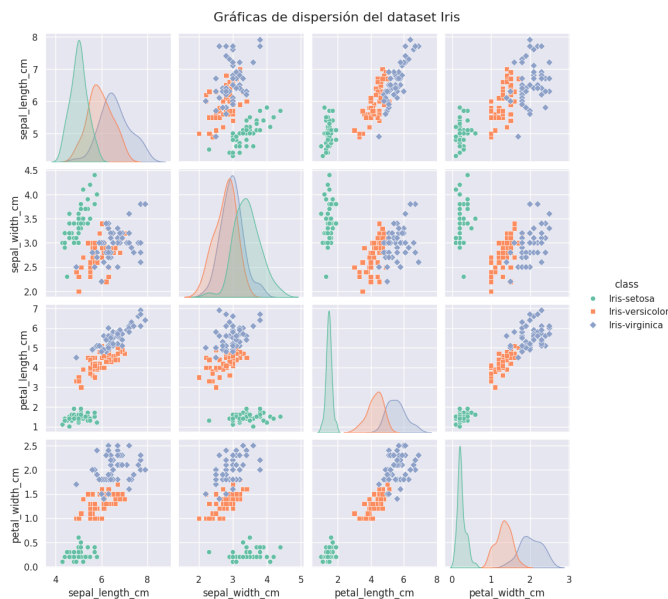 Gráficas de dispersión del dataset Iris
8
7
6
5
sepal_length_cm
4.5
4.0
3.5
3.0
2.5
2.0
sepal_width_cm
class
Iris-setosa
Iris-versicolor
Iris-virginica
7
6
5
4
3
2
1
petal_length_cm
2.5
2.0
1.5
1.0
0.5
0.0
petal_width_cm
4 6 8
2 3 4 5
2 4 6 8
0 1 2 3
sepal_length_cm sepal_width_cm petal_length_cm petal_width_cm